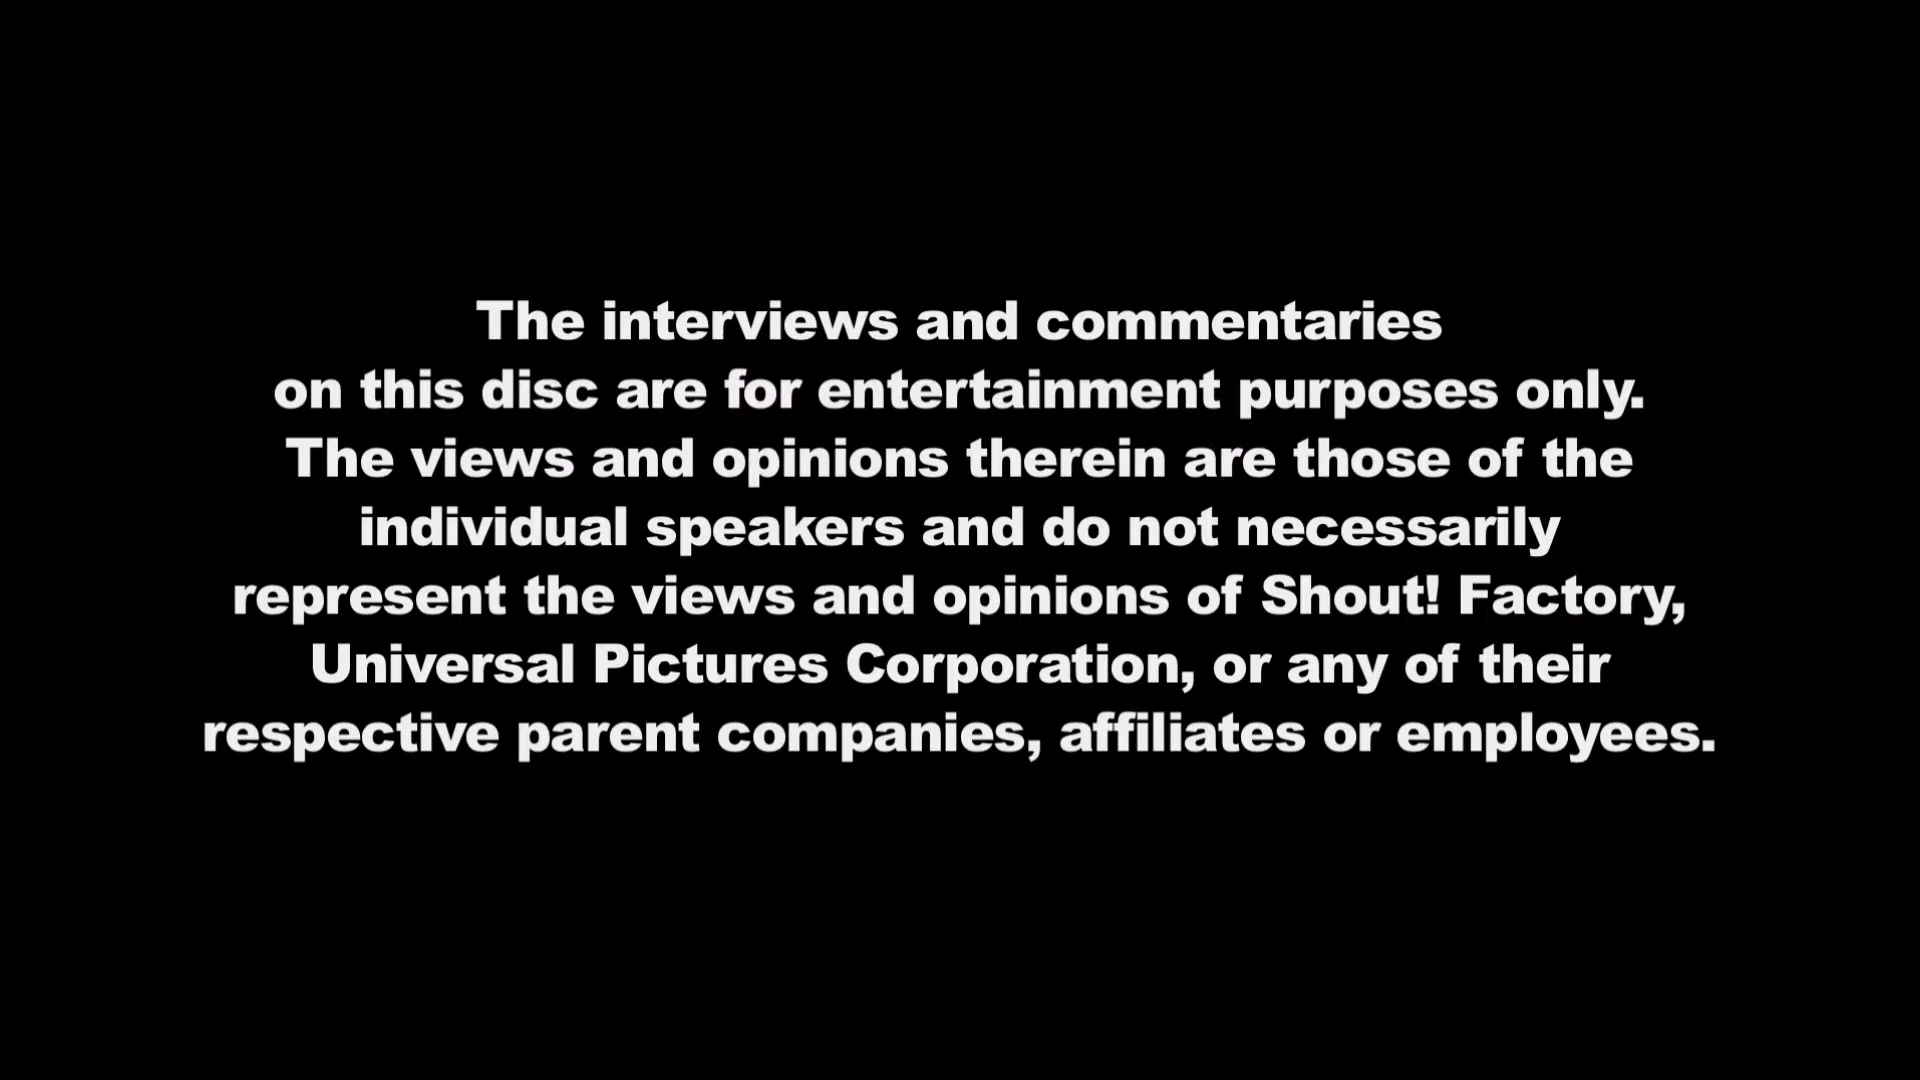 The interviews and commentaries
on this disc are for entertainment purposes only.
The views and opinions therein are those of the
individual speakers and do not necessarily
represent the views and opinions of Shout! Factory,
Universal Pictures Corporation, or any of their
respective parent companies, affiliates or employees.